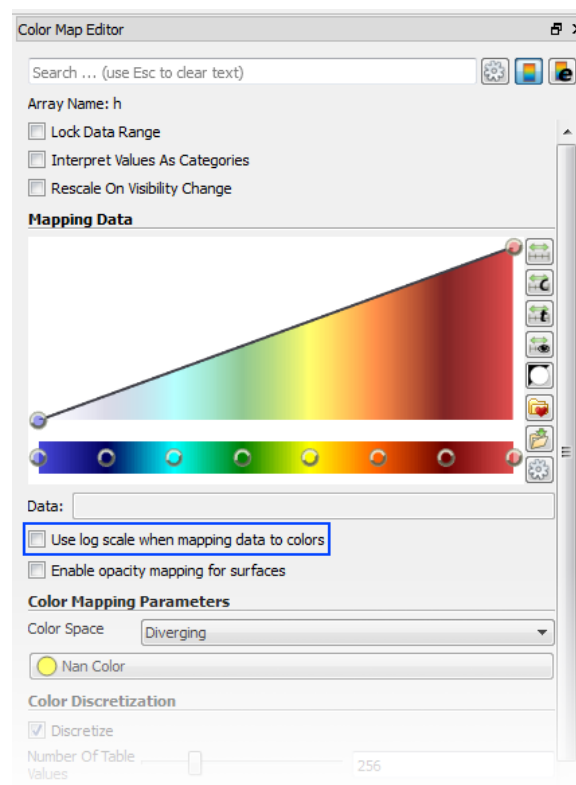 Color Map Editor
Search ... (use Esc to clear text)
Array Name: h
Lock Data Range
Interpret Values As Categories
Rescale On Visibility Change
Mapping Data
Data:
Use log scale when mapping data to colors
Enable opacity mapping for surfaces
Color Mapping Parameters
Color Space Diverging
Nan Color
Color Discretization
Discretize
Number Of Table
Values 256